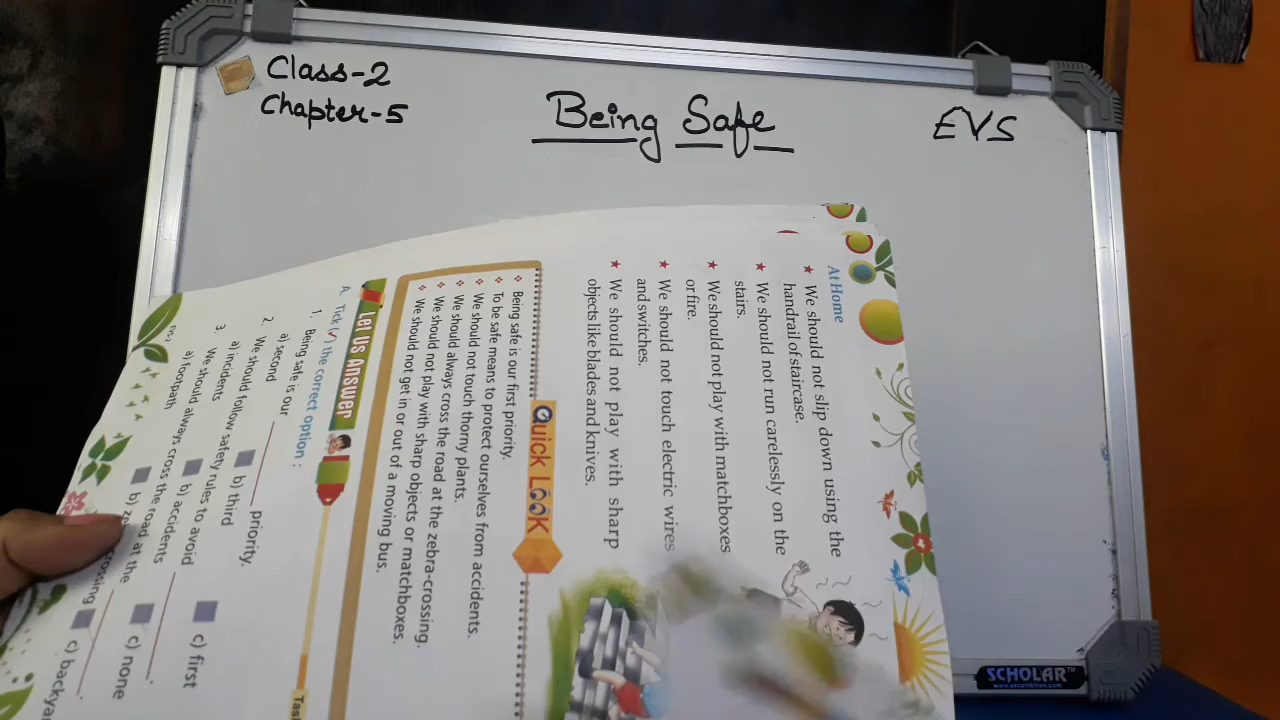 Class-2
Chapter-5
Being Safe
EVS
At Home
★ We should not slip down using the
handrail of staircase.
★ We should not run carelessly on the
stairs.
★ We should not play with matchboxes
or fire.
★ We should not touch electric wires
and switches.
★ We should not play with sharp
objects like blades and knives.
Quick Look
Being safe is our first priority.
To be safe means to protect ourselves from accidents.
We should not touch thorny plants.
We should always cross the road at the zebra-crossing.
We should not play with sharp objects or matchboxes.
We should not get in or out of a moving bus.
Let Us Answer
A. Tick (✓) the correct option :
1. Being safe is our ______ priority.
a) second b) third c) first
2. We should follow safety rules to avoid ______.
a) incidents b) accidents c) none
3. We should always cross the road at the ______.
a) footpath b) crossing c)
SCHOLAR™